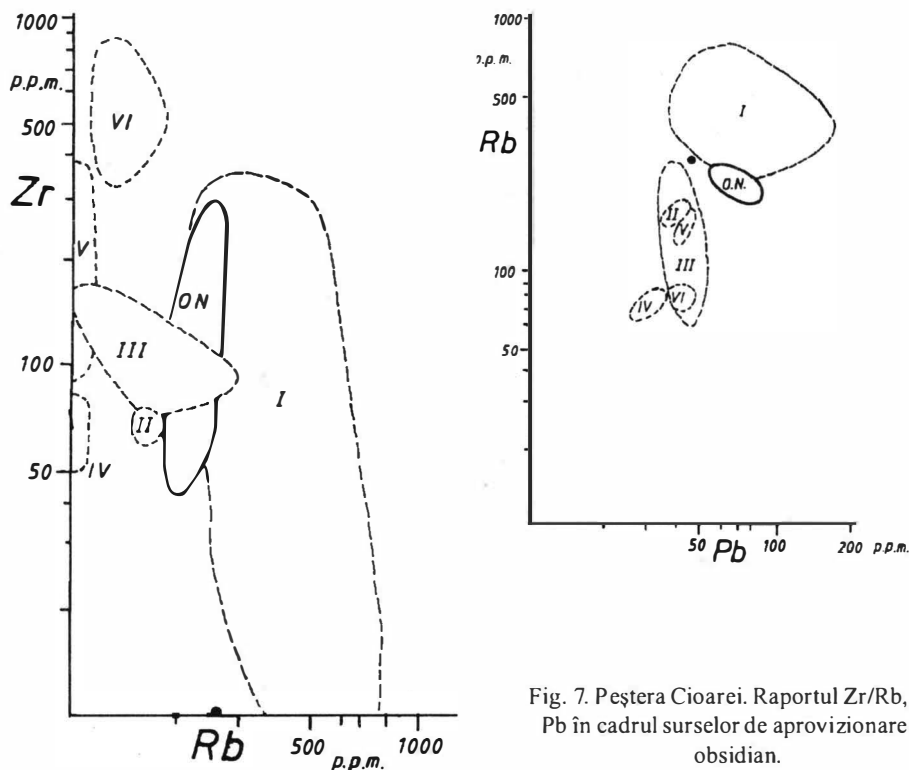 1000
p.p.m.
500
Zr
100
50
VI
V
ON
III
I
II
IV
Rb
500
1000
p.p.m.
1000
p.p.m.
500
Rb
100
50
I
O.N.
II
V
III
IV
VI
50
100
200
p.p.m.
Pb
Fig. 7. Peștera Cioarei. Raportul Zr/Rb,
Pb în cadrul surselor de aprovizionare
obsidian.